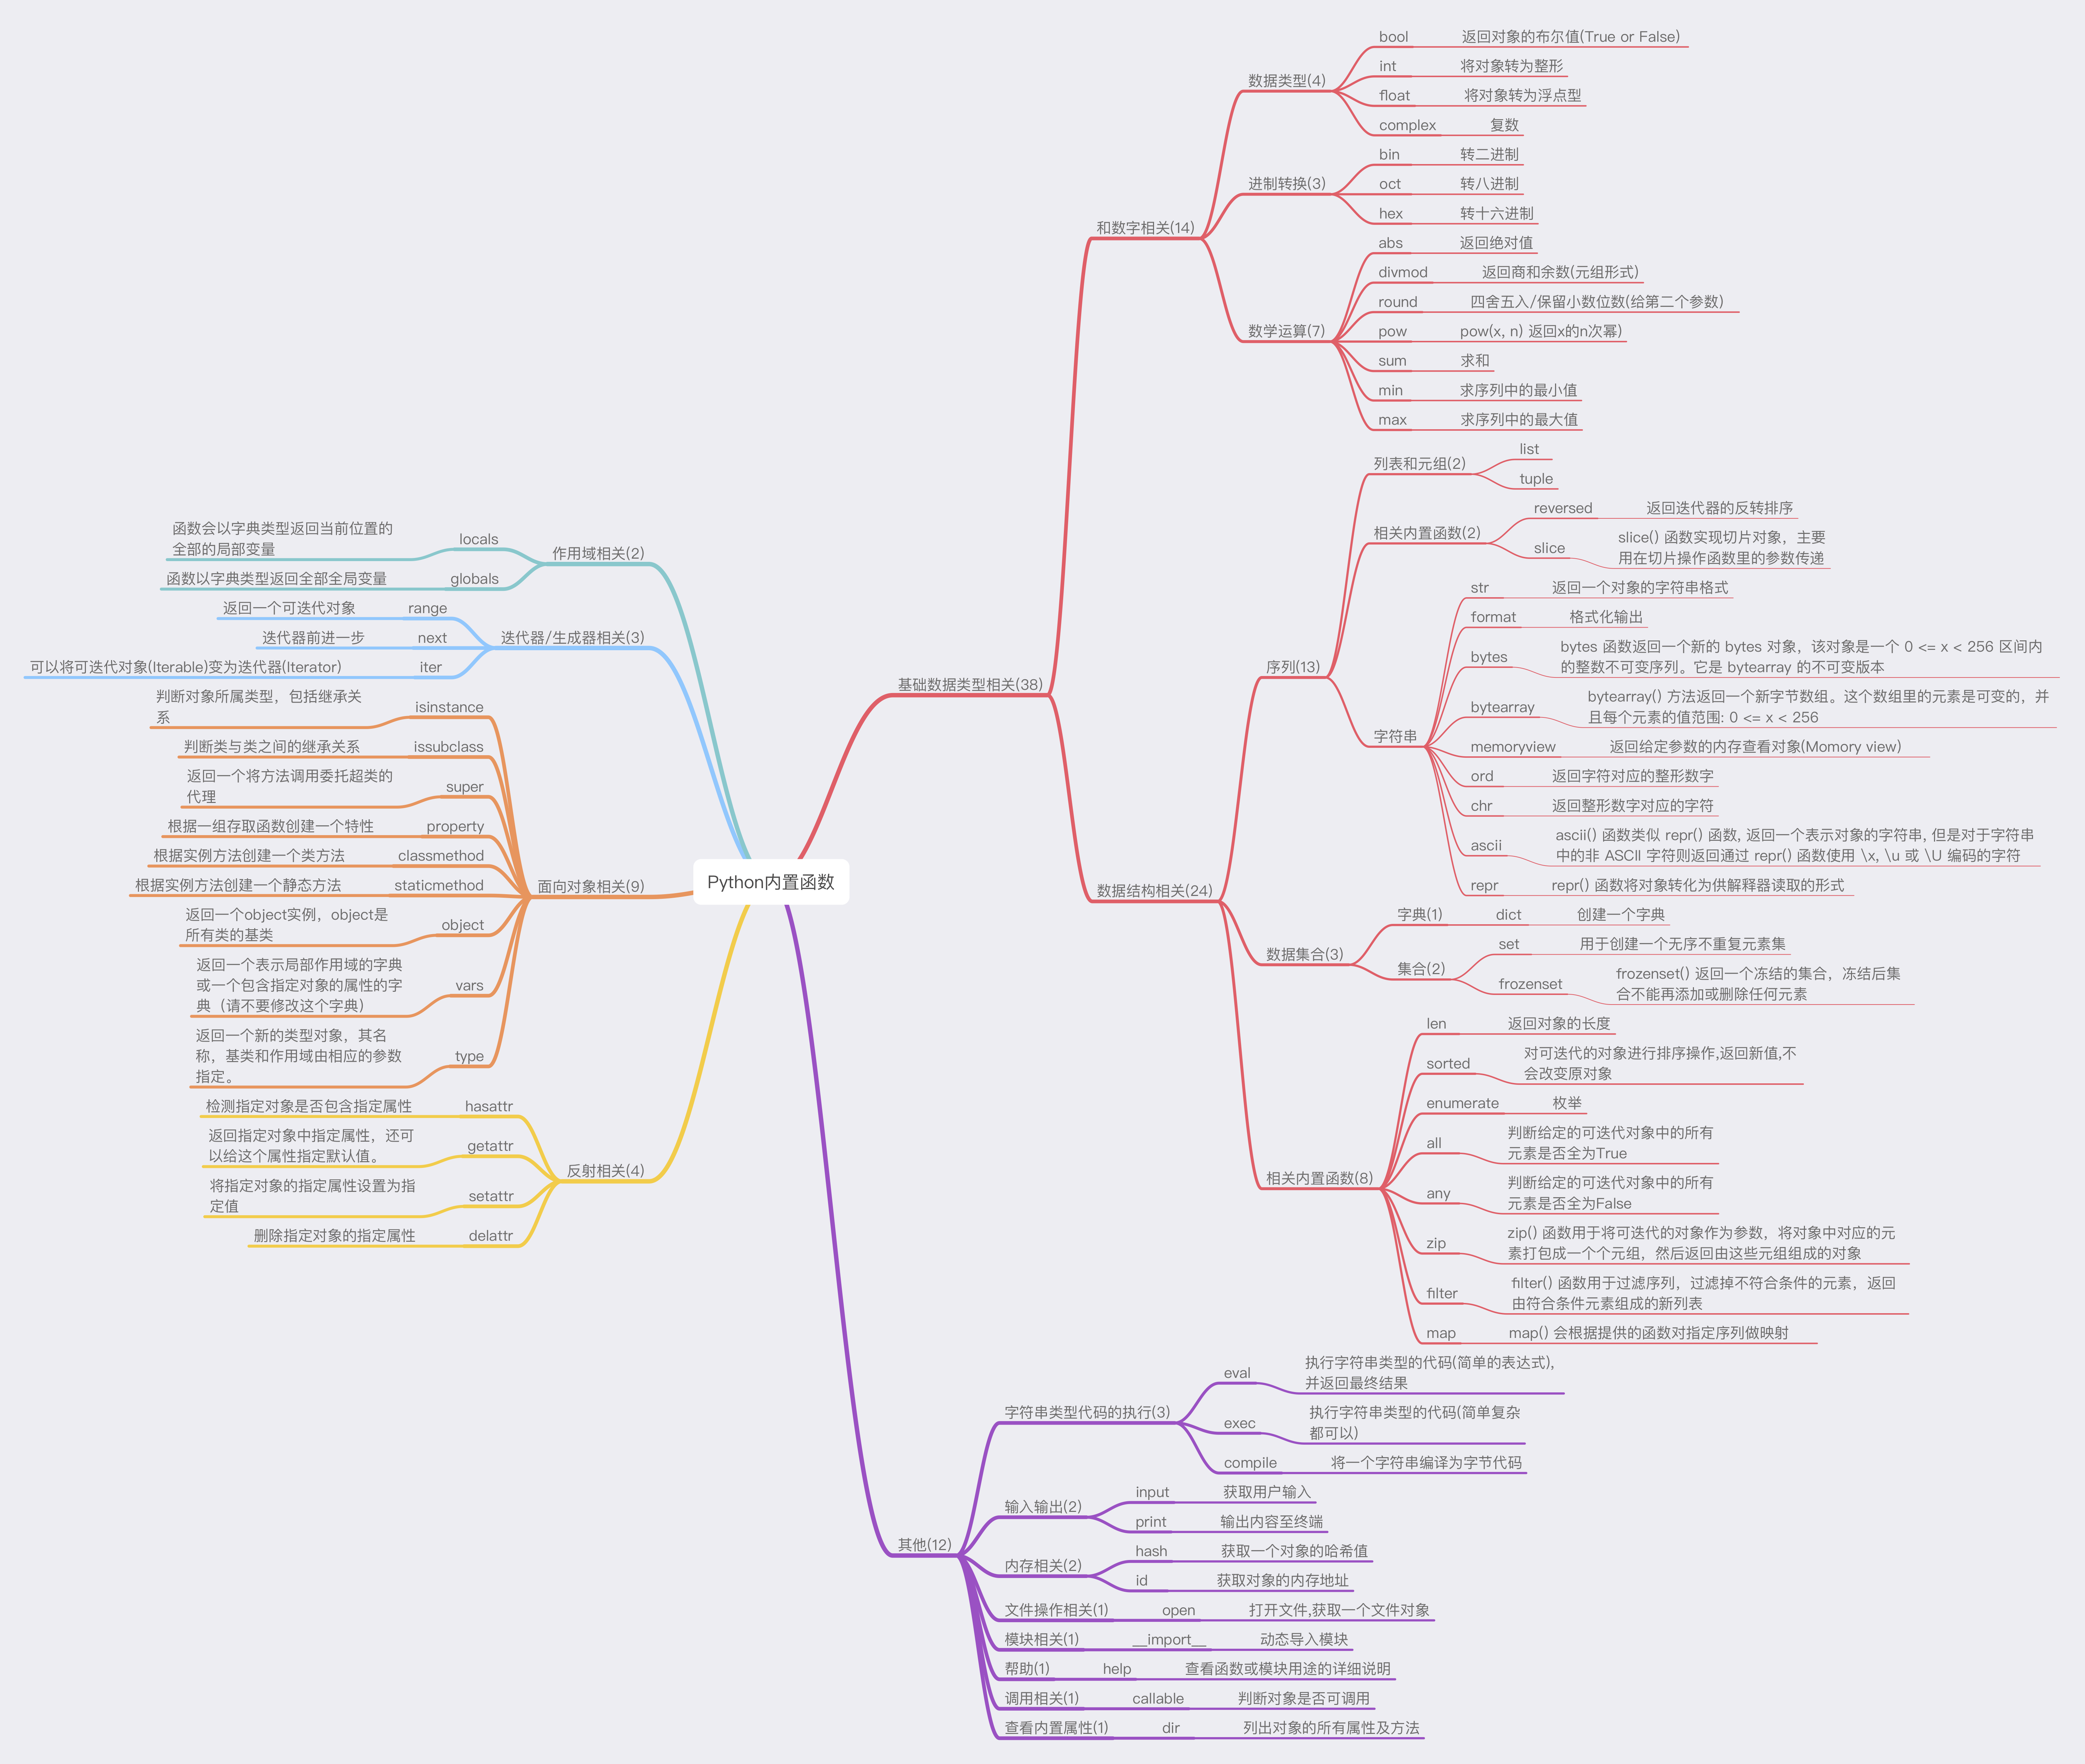 Python内置函数
基础数据类型相关(38)
和数字相关(14)
数据类型(4)
bool
返回对象的布尔值(True or False)
int
将对象转为整形
float
将对象转为浮点型
complex
复数
进制转换(3)
bin
转二进制
oct
转八进制
hex
转十六进制
数学运算(7)
abs
返回绝对值
divmod
返回商和余数(元组形式)
round
四舍五入/保留小数位数(给第二个参数)
pow
pow(x, n) 返回x的n次幂)
sum
求和
min
求序列中的最小值
max
求序列中的最大值
数据结构相关(24)
序列(13)
列表和元组(2)
list
tuple
相关内置函数(2)
reversed
返回迭代器的反转排序
slice
slice() 函数实现切片对象，主要
用在切片操作函数里的参数传递
字符串
str
返回一个对象的字符串格式
format
格式化输出
bytes
bytes 函数返回一个新的 bytes 对象，该对象是一个 0 <= x < 256 区间内
的整数不可变序列。它是 bytearray 的不可变版本
bytearray
bytearray() 方法返回一个新字节数组。这个数组里的元素是可变的，并
且每个元素的值范围: 0 <= x < 256
memoryview
返回给定参数的内存查看对象(Momory view)
ord
返回字符对应的整形数字
chr
返回整形数字对应的字符
ascii
ascii() 函数类似 repr() 函数, 返回一个表示对象的字符串, 但是对于字符串
中的非 ASCII 字符则返回通过 repr() 函数使用 \x, \u 或 \U 编码的字符
repr
repr() 函数将对象转化为供解释器读取的形式
数据集合(3)
字典(1)
dict
创建一个字典
集合(2)
set
用于创建一个无序不重复元素集
frozenset
frozenset() 返回一个冻结的集合，冻结后集
合不能再添加或删除任何元素
相关内置函数(8)
len
返回对象的长度
sorted
对可迭代的对象进行排序操作,返回新值,不
会改变原对象
enumerate
枚举
all
判断给定的可迭代对象中的所有
元素是否全为True
any
判断给定的可迭代对象中的所有
元素是否全为False
zip
zip() 函数用于将可迭代的对象作为参数，将对象中对应的元
素打包成一个个元组，然后返回由这些元组组成的对象
filter
filter() 函数用于过滤序列，过滤掉不符合条件的元素，返回
由符合条件元素组成的新列表
map
map() 会根据提供的函数对指定序列做映射
其他(12)
字符串类型代码的执行(3)
eval
执行字符串类型的代码(简单的表达式),
并返回最终结果
exec
执行字符串类型的代码(简单复杂
都可以)
compile
将一个字符串编译为字节代码
输入输出(2)
input
获取用户输入
print
输出内容至终端
内存相关(2)
hash
获取一个对象的哈希值
id
获取对象的内存地址
文件操作相关(1)
open
打开文件,获取一个文件对象
模块相关(1)
__import__
动态导入模块
帮助(1)
help
查看函数或模块用途的详细说明
调用相关(1)
callable
判断对象是否可调用
查看内置属性(1)
dir
列出对象的所有属性及方法
作用域相关(2)
locals
函数会以字典类型返回当前位置的
全部的局部变量
globals
函数以字典类型返回全部全局变量
迭代器/生成器相关(3)
range
返回一个可迭代对象
next
迭代器前进一步
iter
可以将可迭代对象(Iterable)变为迭代器(Iterator)
面向对象相关(9)
isinstance
判断对象所属类型，包括继承关
系
issubclass
判断类与类之间的继承关系
super
返回一个将方法调用委托超类的
代理
property
根据一组存取函数创建一个特性
classmethod
根据实例方法创建一个类方法
staticmethod
根据实例方法创建一个静态方法
object
返回一个object实例，object是
所有类的基类
vars
返回一个表示局部作用域的字典
或一个包含指定对象的属性的字
典（请不要修改这个字典）
type
返回一个新的类型对象，其名
称，基类和作用域由相应的参数
指定。
反射相关(4)
hasattr
检测指定对象是否包含指定属性
getattr
返回指定对象中指定属性，还可
以给这个属性指定默认值。
setattr
将指定对象的指定属性设置为指
定值
delattr
删除指定对象的指定属性